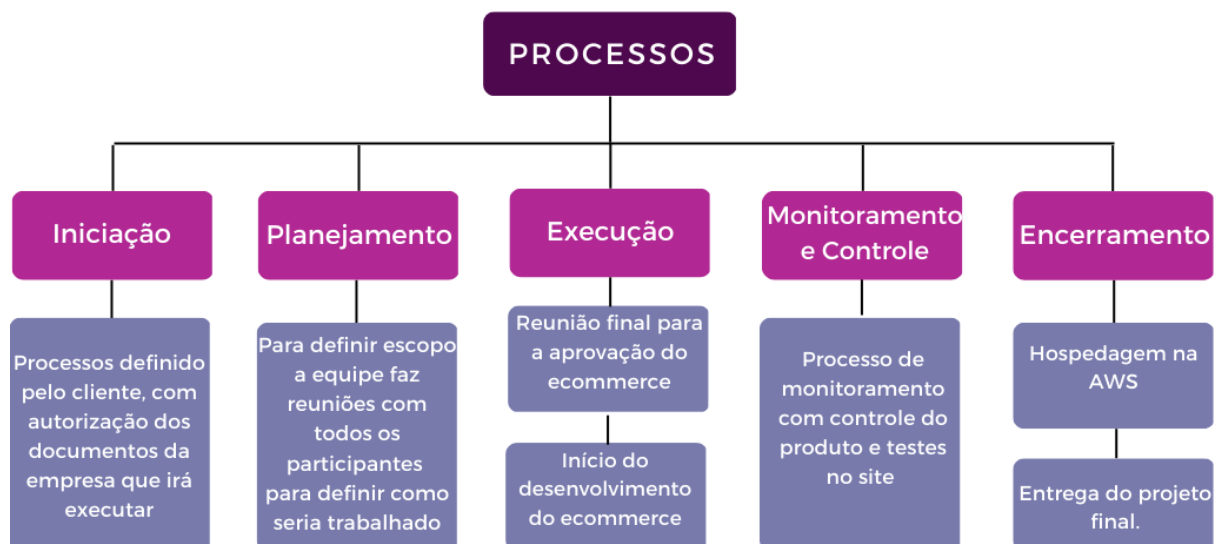 PROCESSOS
Iniciação
Processos definido
pelo cliente, com
autorização dos
documentos da
empresa que irá
executar
Planejamento
Para definir escopo
a equipe faz
reuniões com
todos os
participantes
para definir como
seria trabalhado
Execução
Reunião final para
a aprovação do
ecommerce
Início do
desenvolvimento
do ecommerce
Monitoramento
e Controle
Processo de
monitoramento
com controle do
produto e testes
no site
Encerramento
Hospedagem na
AWS
Entrega do projeto
final.